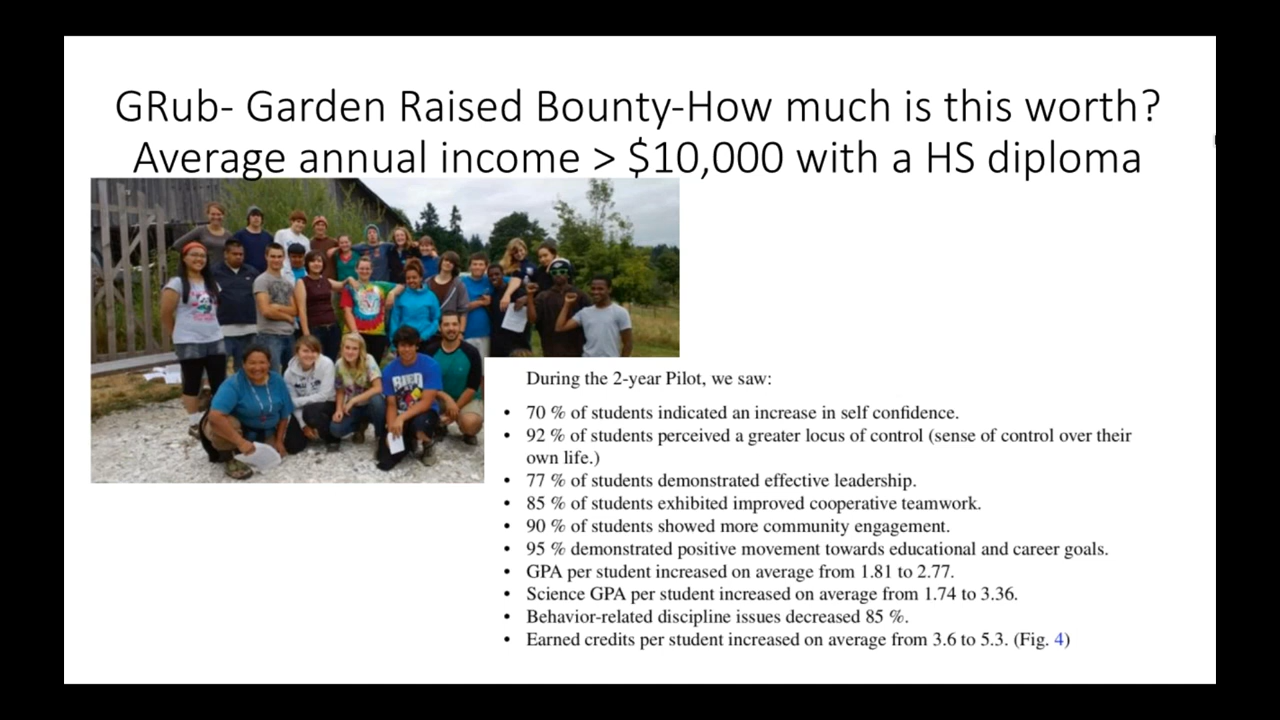 GRub- Garden Raised Bounty-How much is this worth?
Average annual income > $10,000 with a HS diploma
During the 2-year Pilot, we saw:
• 70 % of students indicated an increase in self confidence.
• 92 % of students perceived a greater locus of control (sense of control over their
own life.)
• 77 % of students demonstrated effective leadership.
• 85 % of students exhibited improved cooperative teamwork.
• 90 % of students showed more community engagement.
• 95 % demonstrated positive movement towards educational and career goals.
• GPA per student increased on average from 1.81 to 2.77.
• Science GPA per student increased on average from 1.74 to 3.36.
• Behavior-related discipline issues decreased 85 %.
• Earned credits per student increased on average from 3.6 to 5.3. (Fig. 4)